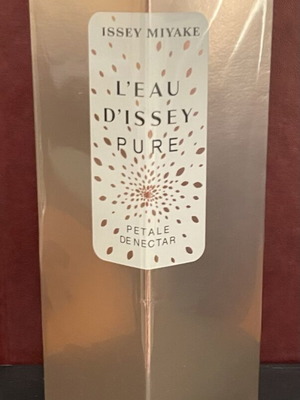 ISSEY MIYAKE
L'EAU
D'ISSEY
PURE
PETALE
DE NECTAR